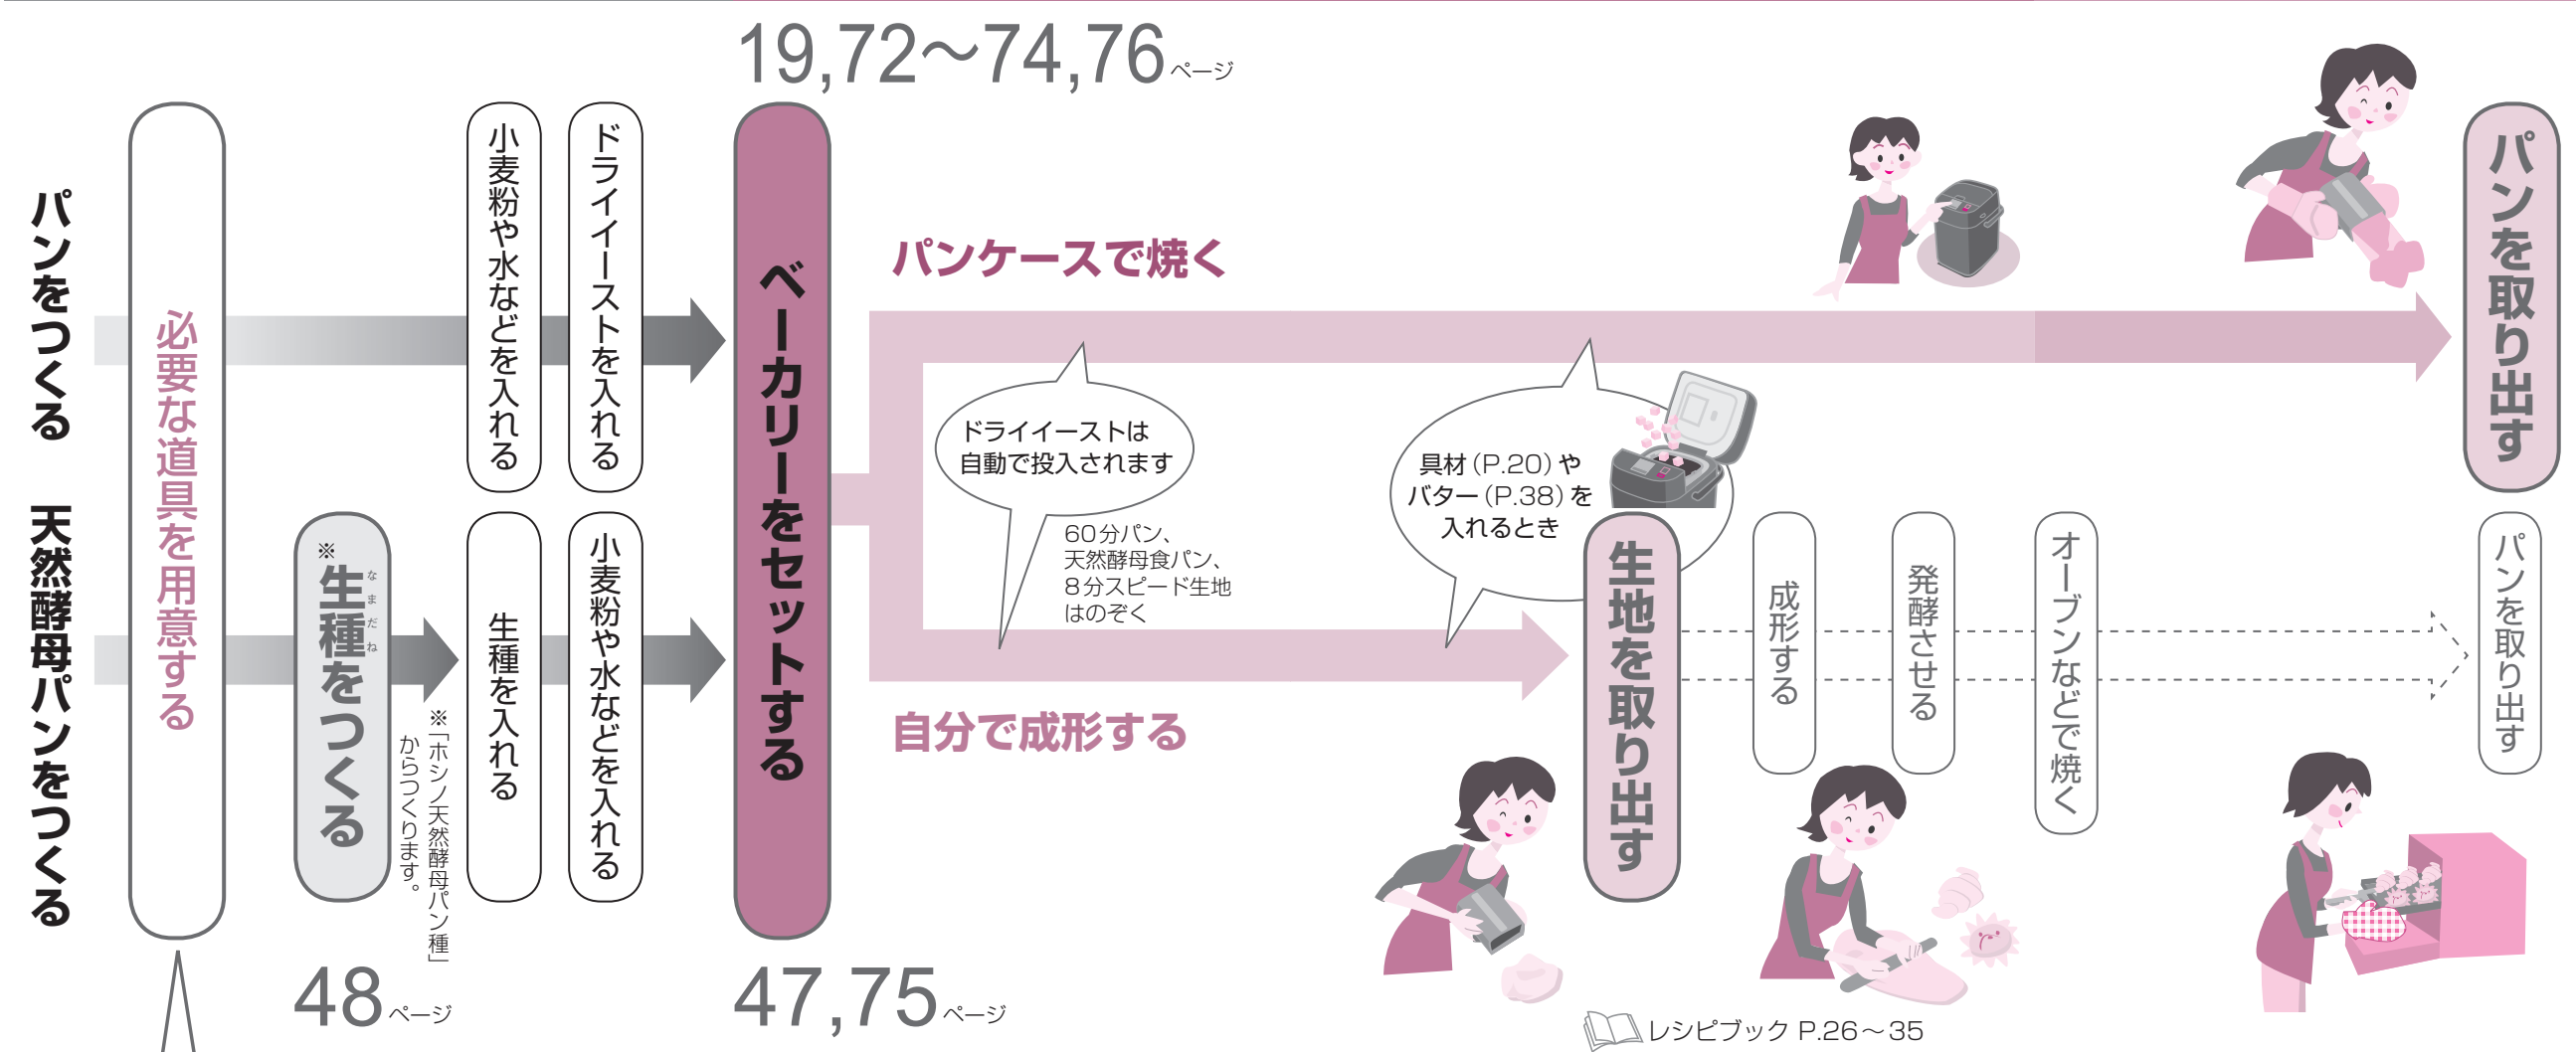 19,72〜74,76ページ
パンをつくる
必要な道具を用意する
小麦粉や水などを入れる
ドライイーストを入れる
ベーカリーをセットする
パンケースで焼く
ドライイーストは
自動で投入されます
60分パン、
天然酵母食パン、
8分スピード生地
はのぞく
具材(P.20)や
バター(P.38)を
入れるとき
パンを取り出す
天然酵母パンをつくる
※
生種をつくる
なまだね
※「ホシノ天然酵母パン種」
からつくります。
生種を入れる
小麦粉や水などを入れる
自分で成形する
生地を取り出す
成形する
発酵させる
オーブンなどで焼く
パンを取り出す
48ページ
47,75ページ
レシピブック P.26〜35